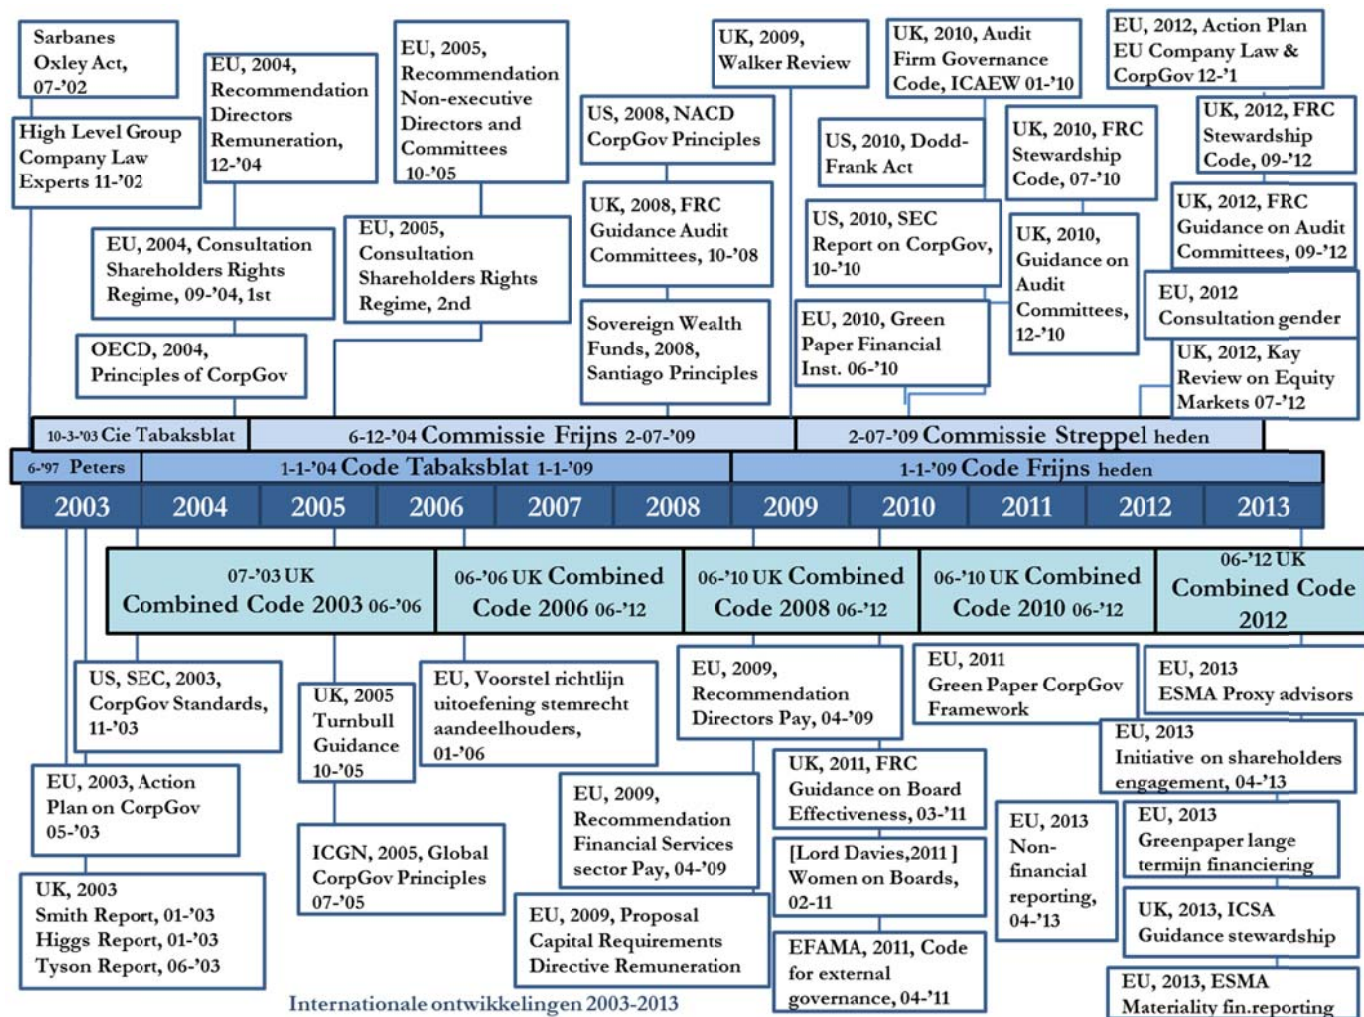 Sarbanes
Oxley Act,
07-’02
High Level Group
Company Law
Experts 11-’02
EU, 2004,
Recommendation
Directors
Remuneration,
12-’04
EU, 2004, Consultation
Shareholders Rights
Regime, 09-’04, 1st
OECD, 2004,
Principles of CorpGov
EU, 2005,
Recommendation
Non-executive
Directors and
Committees
10-’05
EU, 2005,
Consultation
Shareholders Rights
Regime, 2nd
US, 2008, NACD
CorpGov Principles
UK, 2008, FRC
Guidance Audit
Committees, 10-’08
Sovereign Wealth
Funds, 2008,
Santiago Principles
UK, 2009,
Walker Review
UK, 2010, Audit
Firm Governance
Code, ICAEW 01-’10
US, 2010, Dodd-
Frank Act
US, 2010, SEC
Report on CorpGov,
10-’10
EU, 2010, Green
Paper Financial
Inst. 06-’10
UK, 2010, FRC
Stewardship
Code, 07-’10
UK, 2010,
Guidance on
Audit
Committees,
12-’10
EU, 2012, Action Plan
EU Company Law &
CorpGov 12-’1
UK, 2012, FRC
Stewardship
Code, 09-’12
UK, 2012, FRC
Guidance on Audit
Committees, 09-’12
EU, 2012
Consultation gender
UK, 2012, Kay
Review on Equity
Markets 07-’12
10-3-’03 Cie Tabaksblat
6-12-’04 Commissie Frijns 2-07-’09
2-07-’09 Commissie Streppel heden
6-’97 Peters
1-1-’04 Code Tabaksblat 1-1-’09
1-1-’09 Code Frijns heden
2003 2004 2005 2006 2007 2008 2009 2010 2011 2012 2013
07-’03 UK
Combined Code 2003 06-’06
06-’06 UK Combined
Code 2006 06-’12
06-’10 UK Combined
Code 2008 06-’12
06-’10 UK Combined
Code 2010 06-’12
06-’12 UK
Combined Code
2012
US, SEC, 2003,
CorpGov Standards,
11-’03
EU, 2003, Action
Plan on CorpGov
05-’03
UK, 2003
Smith Report, 01-’03
Higgs Report, 01-’03
Tyson Report, 06-’03
UK, 2005
Turnbull
Guidance
10-’05
ICGN, 2005, Global
CorpGov Principles
07-’05
EU, Voorstel richtlijn
uitoefening stemrecht
aandeelhouders,
01-’06
EU, 2009,
Recommendation
Financial Services
sector Pay, 04-’09
EU, 2009, Proposal
Capital Requirements
Directive Remuneration
EU, 2009,
Recommendation
Directors Pay, 04-’09
UK, 2011, FRC
Guidance on Board
Effectiveness, 03-’11
[Lord Davies,2011 ]
Women on Boards,
02-11
EFAMA, 2011, Code
for external
governance, 04-’11
EU, 2011
Green Paper CorpGov
Framework
EU, 2013
Non-
financial
reporting,
04-’13
EU, 2013
ESMA Proxy advisors
EU, 2013
Initiative on shareholders
engagement, 04-’13
EU, 2013
Greenpaper lange
termijn financiering
UK, 2013, ICSA
Guidance stewardship
EU, 2013, ESMA
Materiality fin.reporting
Internationale ontwikkelingen 2003-2013